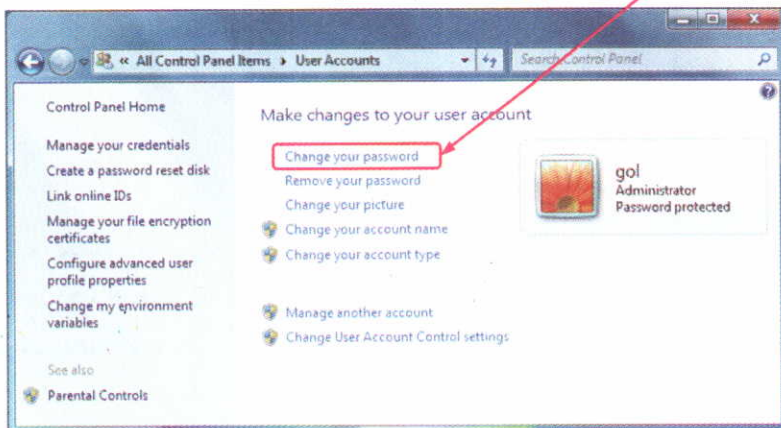 « All Control Panel Items
User Accounts
Search Control Panel
Control Panel Home
Manage your credentials
Create a password reset disk
Link online IDs
Manage your file encryption
certificates
Configure advanced user
profile properties
Change my environment
variables
See also
Parental Controls
Make changes to your user account
Change your password
Remove your password
Change your picture
Change your account name
Change your account type
Manage another account
Change User Account Control settings
gol
Administrator
Password protected